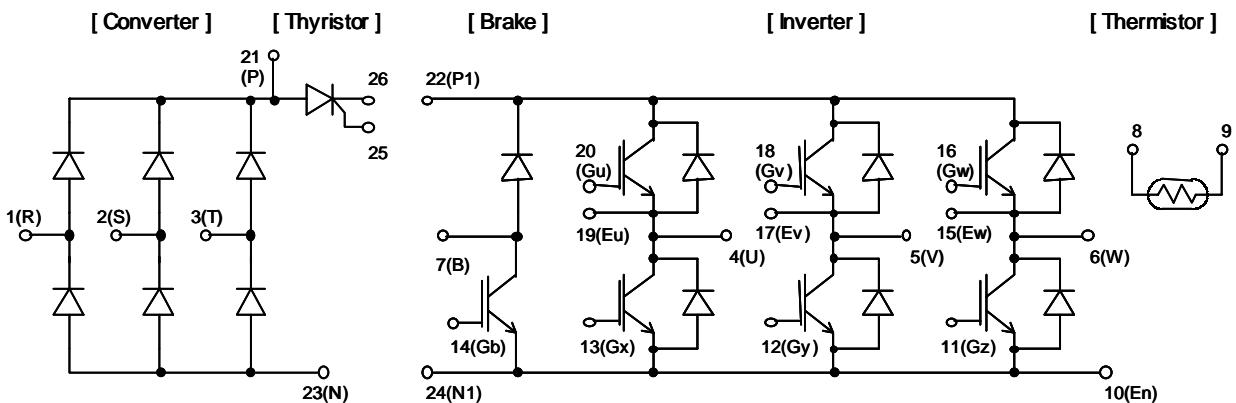 [ Converter ] [ Thyristor ] [ Brake ] [ Inverter ] [ Thermistor ]
21
(P)
26
25
22(P1)
20
(Gu)
18
(Gv)
16
(Gw)
8
9
1(R)
2(S)
3(T)
19(Eu)
17(Ev)
15(Ew)
7(B)
4(U)
5(V)
6(W)
14(Gb)
13(Gx)
12(Gy)
11(Gz)
23(N)
24(N1)
10(En)